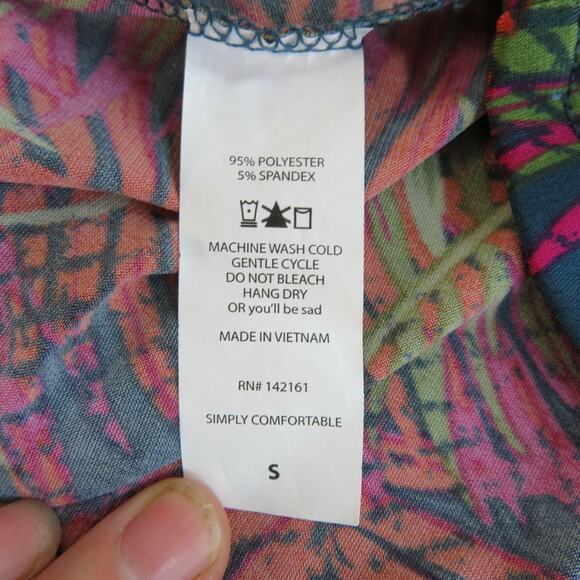 95% POLYESTER
5% SPANDEX
MACHINE WASH COLD
GENTLE CYCLE
DO NOT BLEACH
HANG DRY
OR you'll be sad
MADE IN VIETNAM
RN# 142161
SIMPLY COMFORTABLE
S